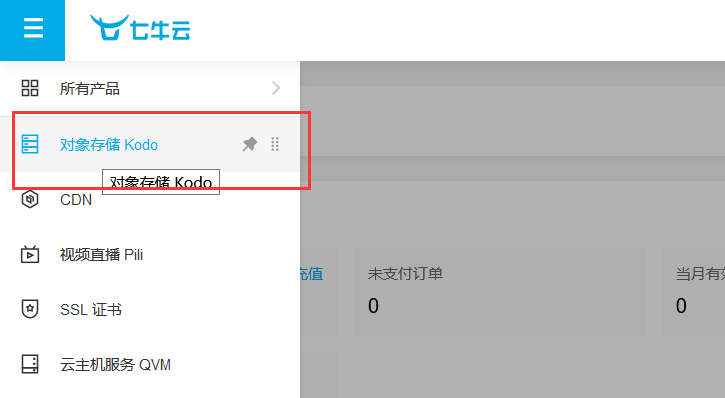 七牛云
所有产品
对象存储 Kodo
对象存储 Kodo
CDN
视频直播 Pili
SSL 证书
云主机服务 QVM
充值
未支付订单
0
当月有
0